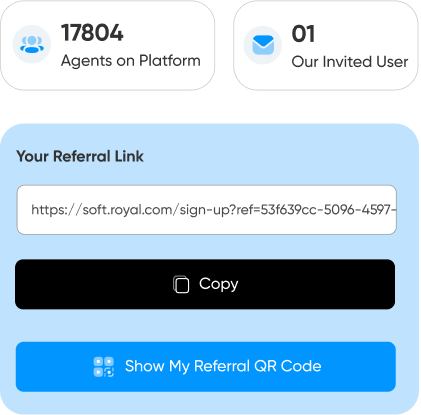 17804
Agents on Platform
01
Our Invited User
Your Referral Link
https://soft.royal.com/sign-up?ref=53f639cc-5096-4597-
Copy
Show My Referral QR Code